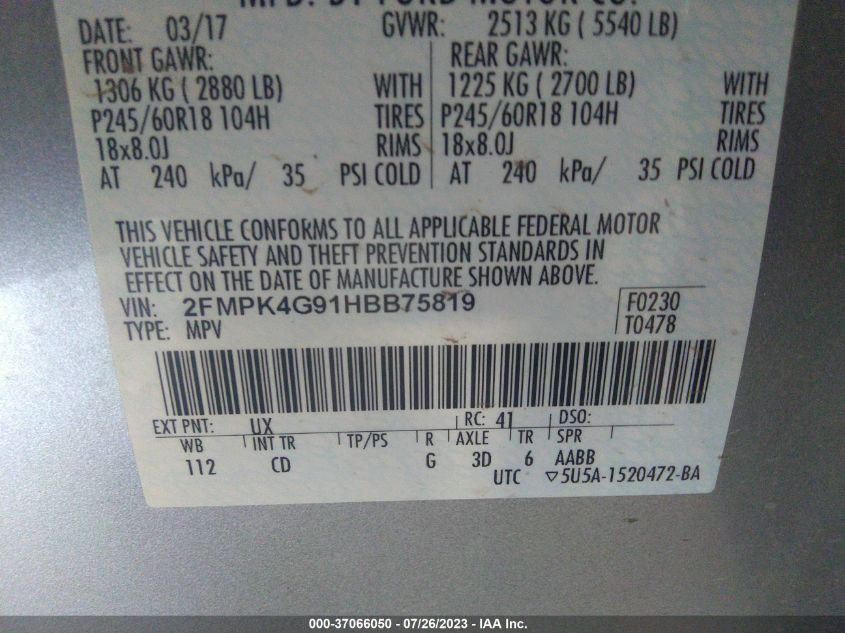 MFD. BY FORD MOTOR CO.
DATE: 03/17 GVWR: 2513 KG ( 5540 LB)
FRONT GAWR: REAR GAWR:
1306 KG ( 2880 LB) WITH 1225 KG ( 2700 LB) WITH
P245/60R18 104H TIRES P245/60R18 104H TIRES
18x8.0J RIMS 18x8.0J RIMS
AT 240 kPa/ 35 PSI COLD AT 240 kPa/ 35 PSI COLD
THIS VEHICLE CONFORMS TO ALL APPLICABLE FEDERAL MOTOR
VEHICLE SAFETY AND THEFT PREVENTION STANDARDS IN
EFFECT ON THE DATE OF MANUFACTURE SHOWN ABOVE.
VIN: 2FMPK4G91HBB75819 F0230
TYPE: MPV T0478
EXT PNT: UX RC: 41 DSO:
WB INT TR TP/PS R AXLE TR SPR
112 CD G 3D 6 AABB
UTC ▽5U5A-1520472-BA
000-37066050 - 07/26/2023 - IAA Inc.